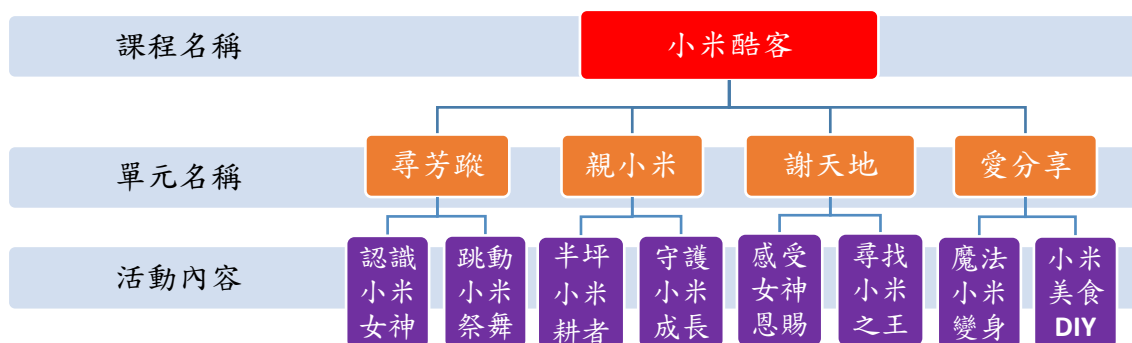 課程名稱
小米酷客
單元名稱
尋芳蹤
親小米
謝天地
愛分享
活動內容
認識
小米
女神
跳動
小米
祭舞
半坪
小米
耕者
守護
小米
成長
感受
女神
恩賜
尋找
小米
之王
魔法
小米
變身
小米
美食
DIY